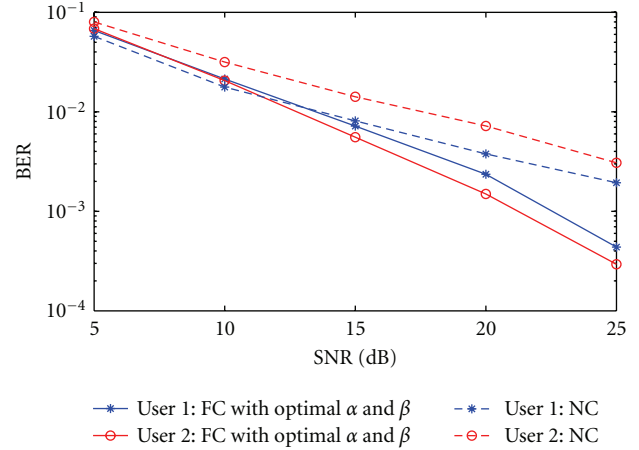 10⁻¹
10⁻²
10⁻³
10⁻⁴
BER
5
10
15
20
25
SNR (dB)
User 1: FC with optimal α and β
User 2: FC with optimal α and β
User 1: NC
User 2: NC